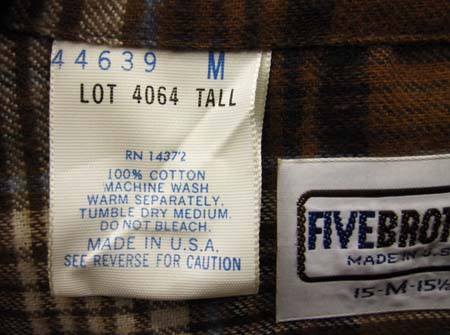 44639 M
LOT 4064 TALL
RN 14372
100% COTTON
MACHINE WASH
WARM SEPARATELY.
TUMBLE DRY MEDIUM.
DO NOT BLEACH.
MADE IN U.S.A.
SEE REVERSE FOR CAUTION
FIVEBROT
MADE IN U.S
15-M-15½